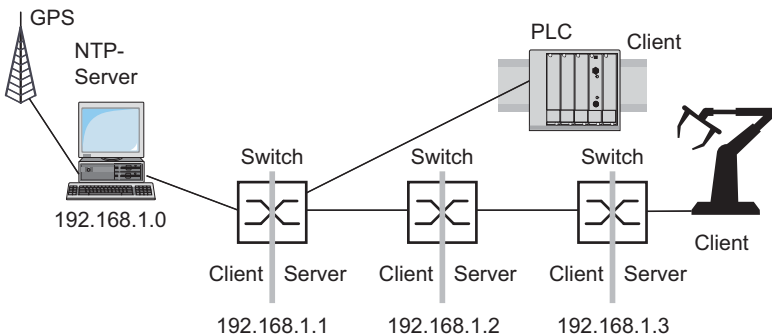 GPS
NTP-
Server
192.168.1.0
PLC
Client
Switch
Switch
Switch
Client
Client Server
Client Server
Client Server
192.168.1.1
192.168.1.2
192.168.1.3